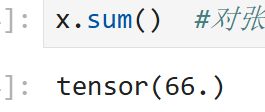 ]: x.sum() #对张
]: tensor(66.)